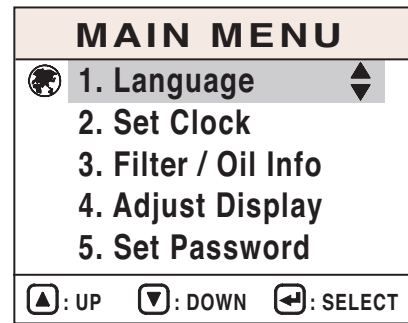 MAIN MENU
1. Language
2. Set Clock
3. Filter / Oil Info
4. Adjust Display
5. Set Password
: UP : DOWN : SELECT